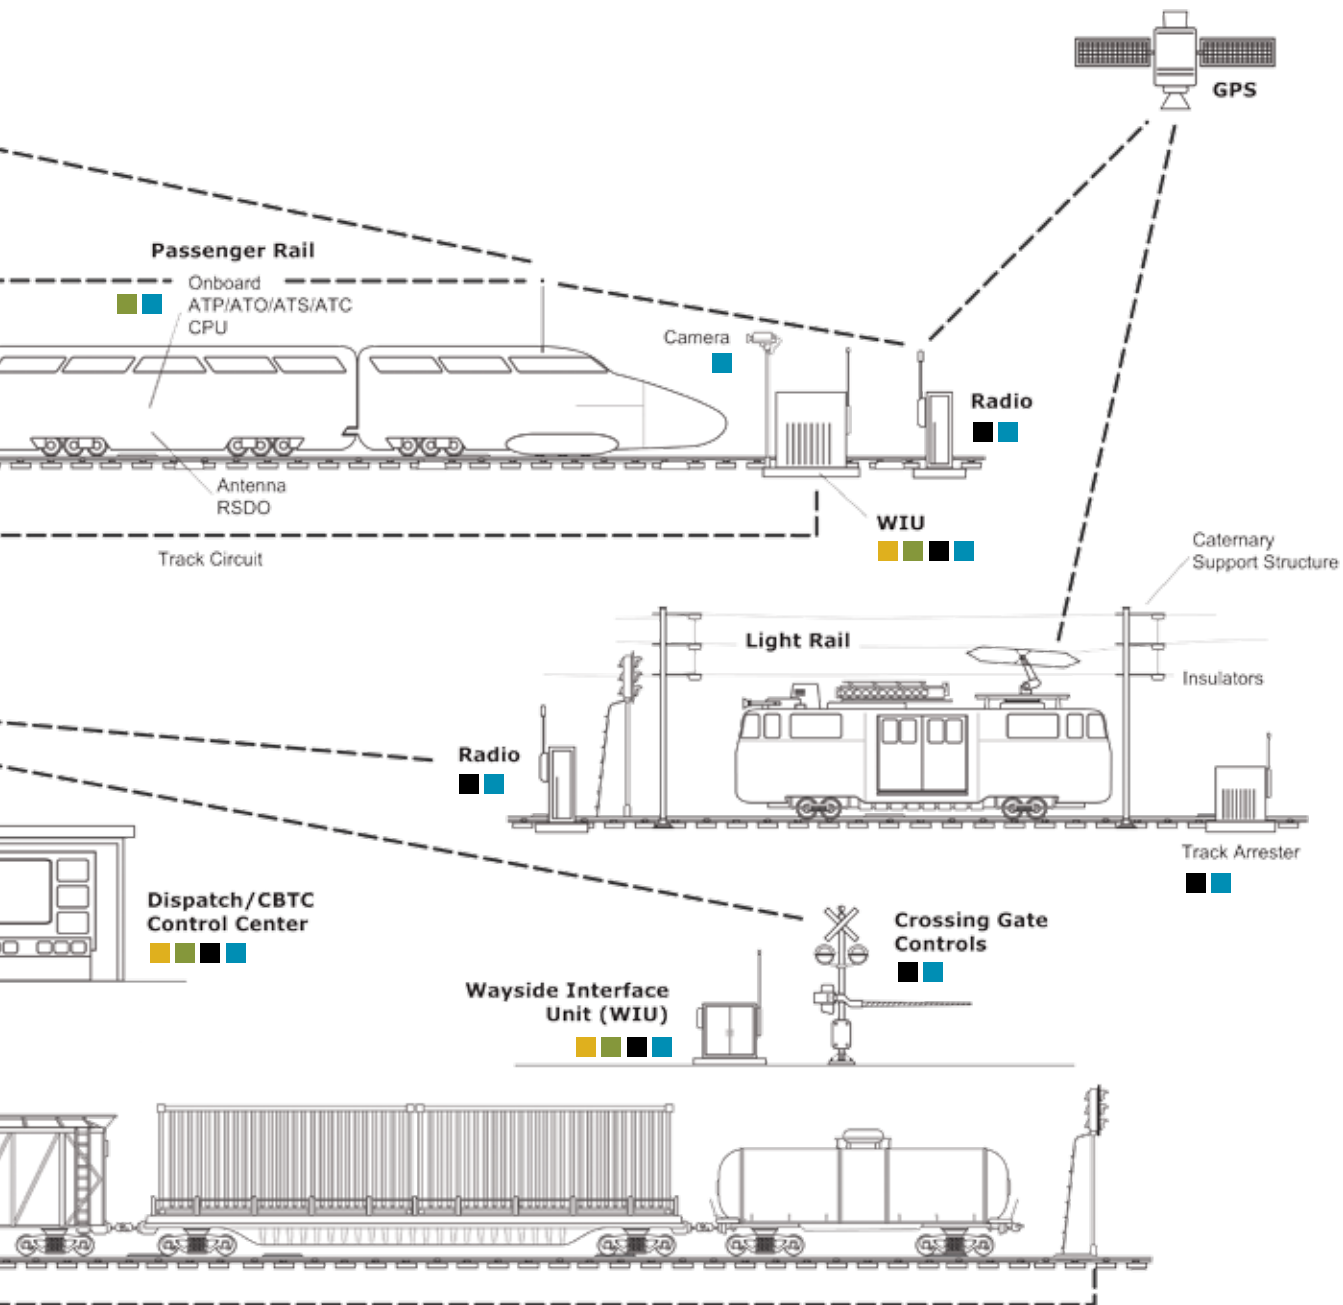 GPS
Passenger Rail
Onboard
ATP/ATO/ATS/ATC
CPU
Camera
Radio
Antenna
RSDO
WIU
Track Circuit
Caternary
Support Structure
Light Rail
Insulators
Radio
Track Arrester
Dispatch/CBTC
Control Center
Crossing Gate
Controls
Wayside Interface
Unit (WIU)